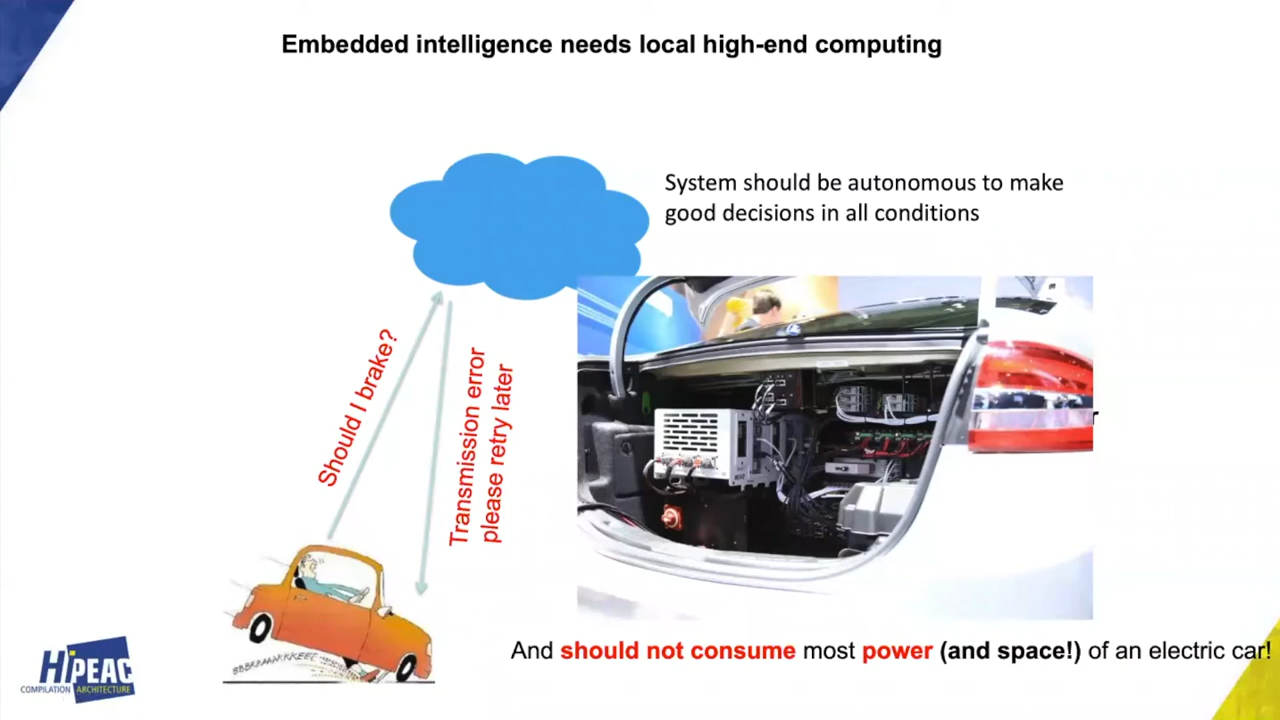 Embedded intelligence needs local high-end computing
System should be autonomous to make
good decisions in all conditions
Should I brake?
Transmission error
please retry later
And should not consume most power (and space!) of an electric car!
HiPEAC
COMPILATION ARCHITECTURE